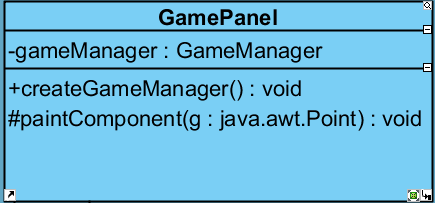 GamePanel
-gameManager : GameManager
+createGameManager() : void
#paintComponent(g : java.awt.Point) : void